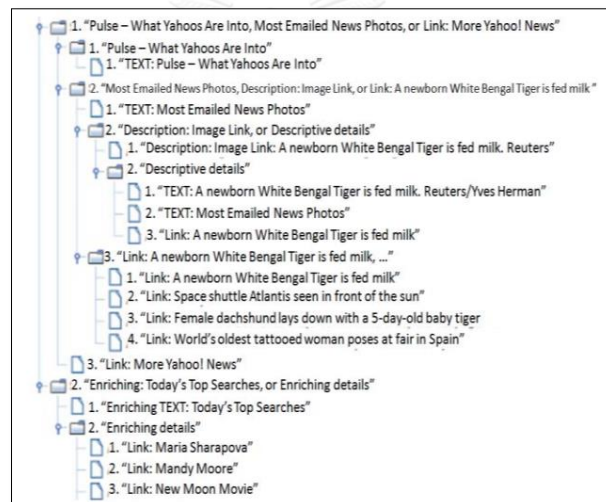 1. “Pulse – What Yahoos Are Into, Most Emailed News Photos, or Link: More Yahoo! News”
1. “Pulse – What Yahoos Are Into”
1. “TEXT: Pulse – What Yahoos Are Into”
2. “Most Emailed News Photos, Description: Image Link, or Link: A newborn White Bengal Tiger is fed milk”
1. “TEXT: Most Emailed News Photos”
2. “Description: Image Link, or Descriptive details”
1. “Description: Image Link: A newborn White Bengal Tiger is fed milk. Reuters”
2. “Descriptive details”
1. “TEXT: A newborn White Bengal Tiger is fed milk. Reuters/Yves Herman”
2. “TEXT: Most Emailed News Photos”
3. “Link: A newborn White Bengal Tiger is fed milk”
3. “Link: A newborn White Bengal Tiger is fed milk, ...”
1. “Link: A newborn White Bengal Tiger is fed milk”
2. “Link: Space shuttle Atlantis seen in front of the sun”
3. “Link: Female dachshund lays down with a 5-day-old baby tiger
4. “Link: World’s oldest tattooed woman poses at fair in Spain”
3. “Link: More Yahoo! News”
2. “Enriching: Today’s Top Searches, or Enriching details”
1. “Enriching TEXT: Today’s Top Searches”
2. “Enriching details”
1. “Link: Maria Sharapova”
2. “Link: Mandy Moore”
3. “Link: New Moon Movie”